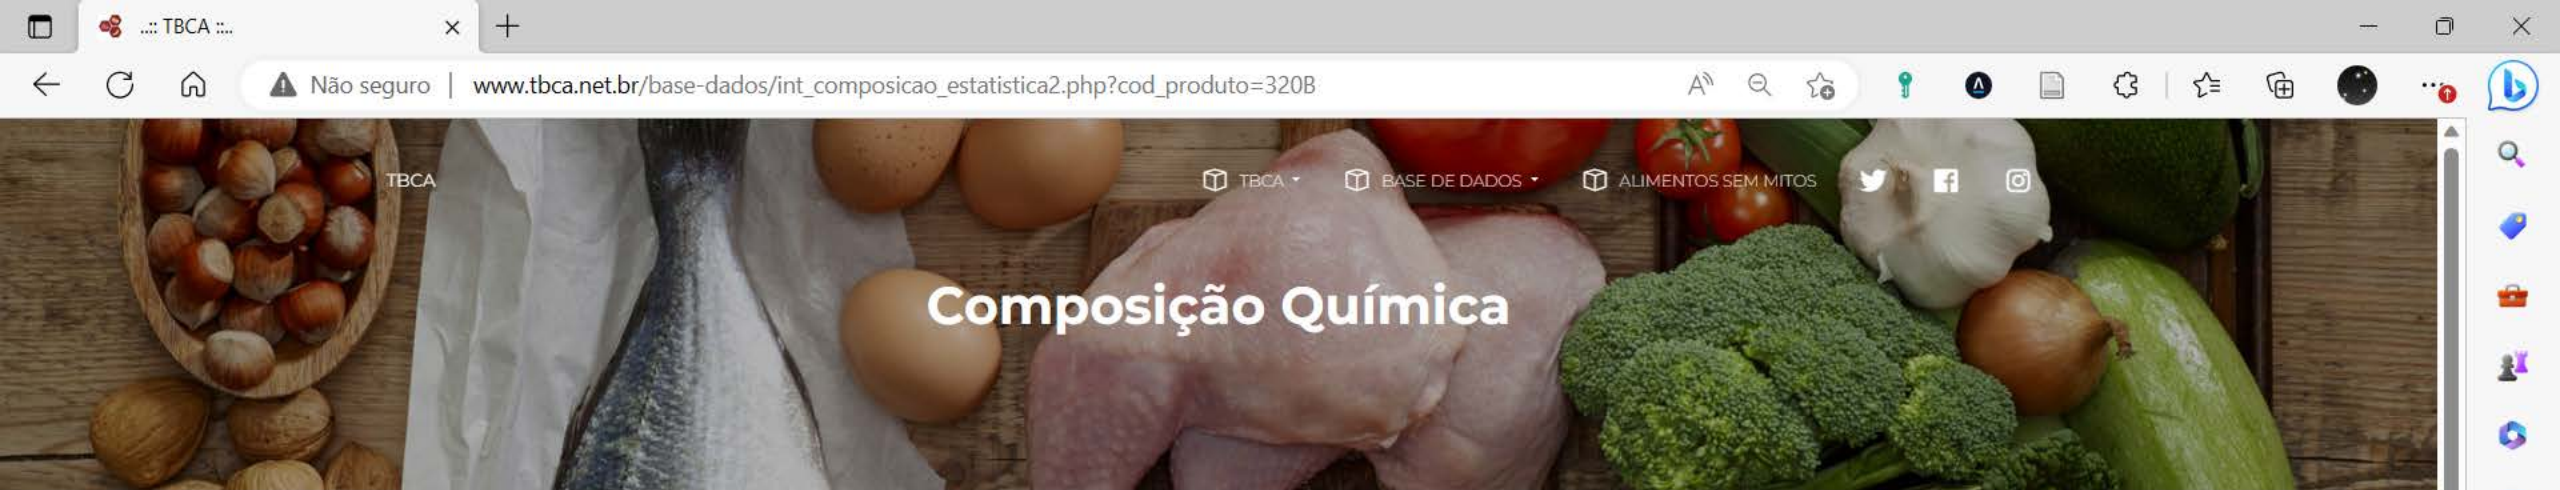 ..:: TBCA ::..
Não seguro | www.tbca.net.br/base-dados/int_composicao_estatistica2.php?cod_produto=320B
TBCA
TBCA
BASE DE DADOS
ALIMENTOS SEM MITOS
Composição Química